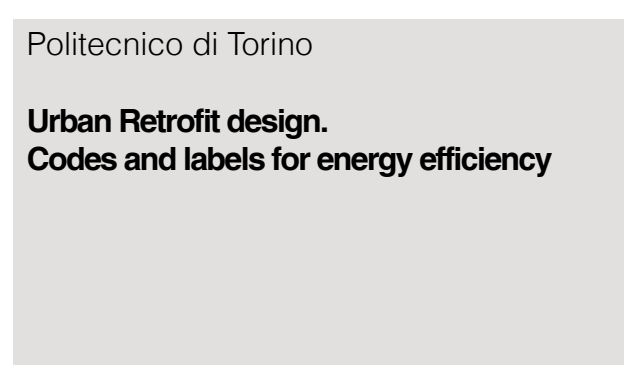 Politecnico di Torino
Urban Retrofit design.
Codes and labels for energy efficiency